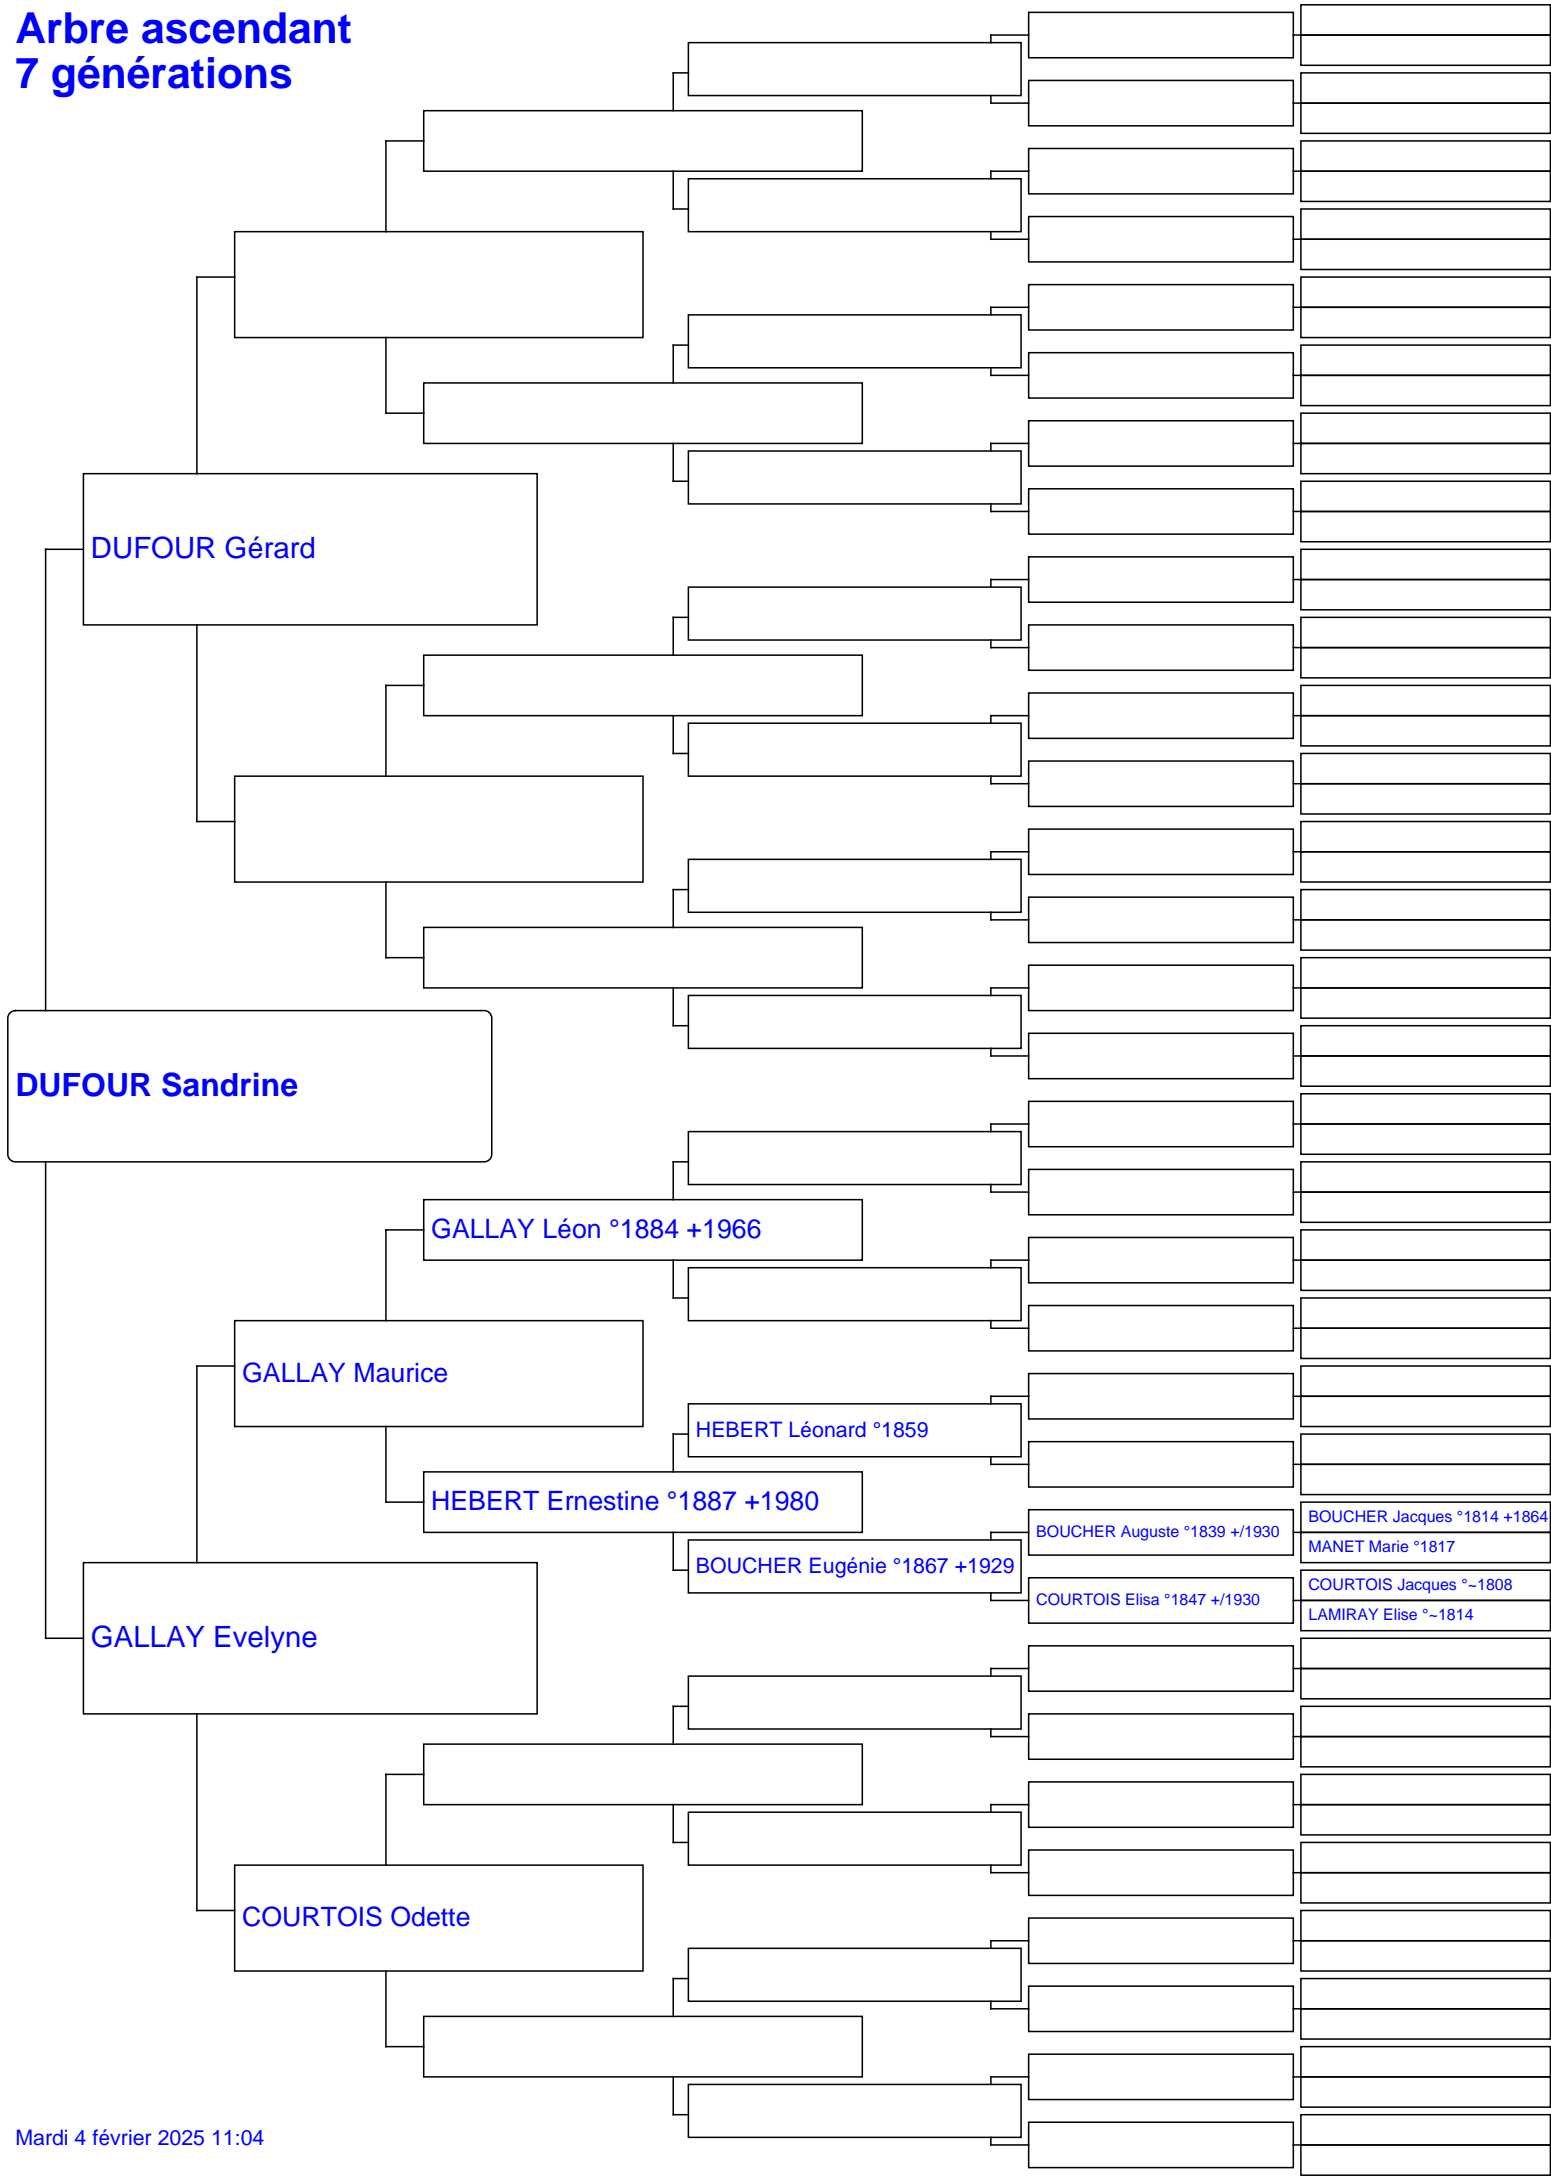 Arbre ascendant
7 générations
DUFOUR Gérard
DUFOUR Sandrine
GALLAY Léon °1884 +1966
GALLAY Maurice
HEBERT Léonard °1859
HEBERT Ernestine °1887 +1980
BOUCHER Jacques °1814 +1864
BOUCHER Auguste °1839 +/1930
MANET Marie °1817
BOUCHER Eugénie °1867 +1929
COURTOIS Jacques °~1808
COURTOIS Elisa °1847 +/1930
LAMIRAY Elise °~1814
GALLAY Evelyne
COURTOIS Odette
Mardi 4 février 2025 11:04